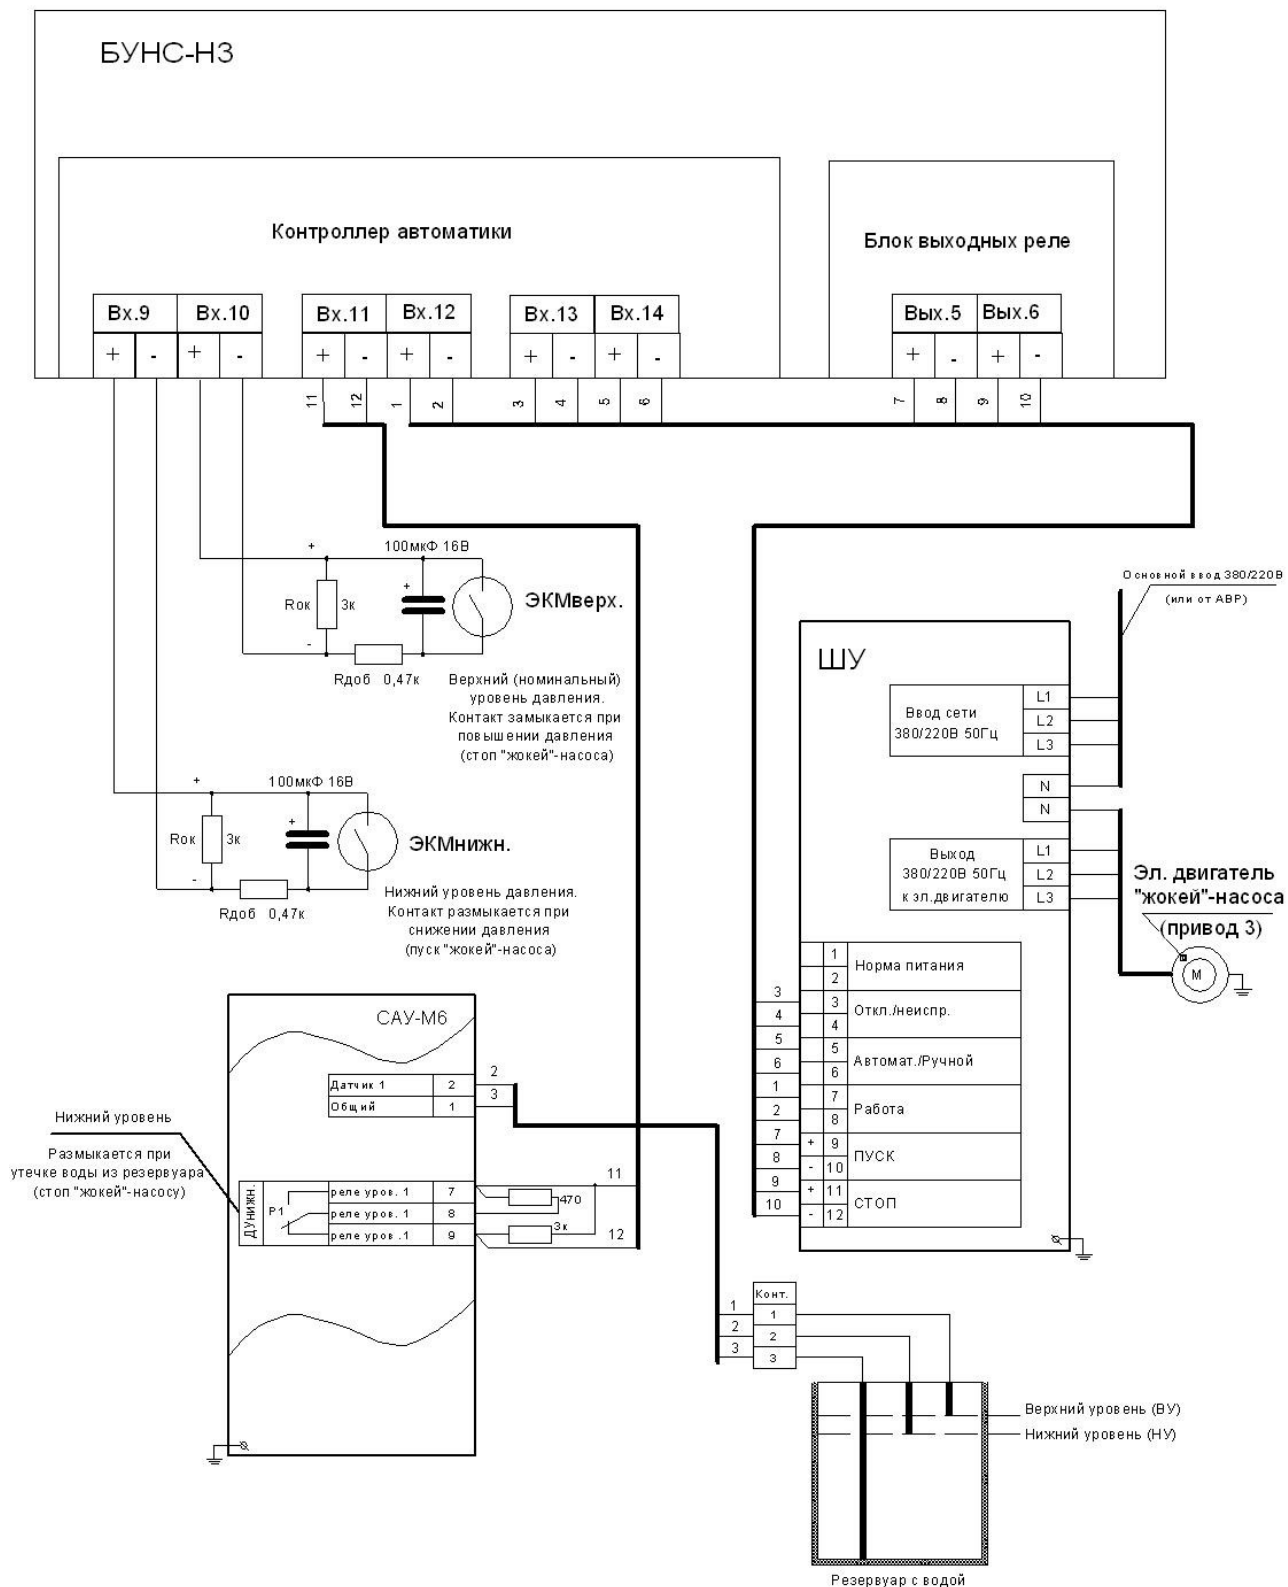 БУНС-НЗ
Контроллер автоматики
Блок выходных реле
Вх.9 Вх.10 Вх.11 Вх.12 Вх.13 Вх.14 Вых.5 Вых.6
+ - + - + - + - + - + - + - + -
11 12 1 2 3 4 5 6 7 8 9 10
+ 100мкФ 16В
+
Rок 3к
ЭКМверх.
-
Rдоб 0,47к
Верхний (номинальный)
уровень давления.
Контакт замыкается при
повышении давления
(стоп "жокей"-насоса)
+ 100мкФ 16В
+
Rок 3к
ЭКМнижн.
-
Rдоб 0,47к
Нижний уровень давления.
Контакт размыкается при
снижении давления
(пуск "жокей"-насоса)
Основной ввод 380/220В
(или от АВР)
ШУ
Ввод сети
380/220В 50Гц
L1
L2
L3
N
N
Выход
380/220В 50Гц
к эл.двигателю
L1
L2
L3
Эл. двигатель
"жокей"-насоса
(привод 3)
М
1
2
Норма питания
3
4
Откл./неиспр.
5
6
Автомат./Ручной
7
8
Работа
+ 9
- 10
ПУСК
+ 11
- 12
СТОП
3
4
5
6
1
2
7
8
9
10
САУ-М6
Датчик 1 2
Общий 1
2
3
Нижний уровень
Размыкается при
утечке воды из резервуара
(стоп "жокей"-насосу)
ДУнижн.
Р1
реле уров. 1 7
реле уров. 1 8
реле уров .1 9
470
3к
11
12
Конт.
1 1
2 2
3 3
Верхний уровень (ВУ)
Нижний уровень (НУ)
Резервуар с водой